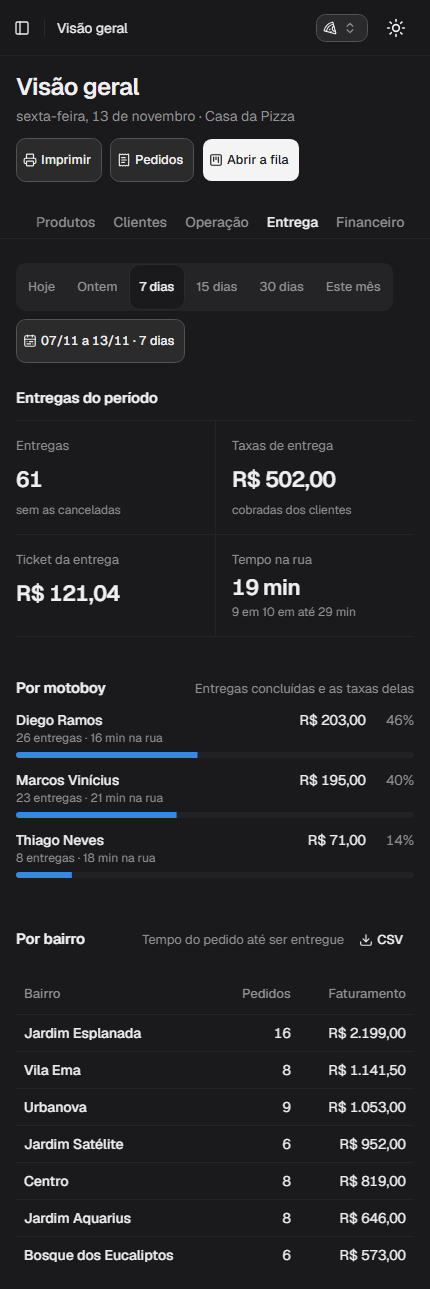 Visão geral
Visão geral
sexta-feira, 13 de novembro · Casa da Pizza
Imprimir
Pedidos
Abrir a fila
Produtos Clientes Operação Entrega Financeiro
Hoje Ontem 7 dias 15 dias 30 dias Este mês
07/11 a 13/11 · 7 dias
Entregas do período
Entregas
61
sem as canceladas
Taxas de entrega
R$ 502,00
cobradas dos clientes
Ticket da entrega
R$ 121,04
Tempo na rua
19 min
9 em 10 em até 29 min
Por motoboy Entregas concluídas e as taxas delas
Diego Ramos R$ 203,00 46%
26 entregas · 16 min na rua
Marcos Vinícius R$ 195,00 40%
23 entregas · 21 min na rua
Thiago Neves R$ 71,00 14%
8 entregas · 18 min na rua
Por bairro Tempo do pedido até ser entregue CSV
Bairro Pedidos Faturamento
Jardim Esplanada 16 R$ 2.199,00
Vila Ema 8 R$ 1.141,50
Urbanova 9 R$ 1.053,00
Jardim Satélite 6 R$ 952,00
Centro 8 R$ 819,00
Jardim Aquarius 8 R$ 646,00
Bosque dos Eucaliptos 6 R$ 573,00